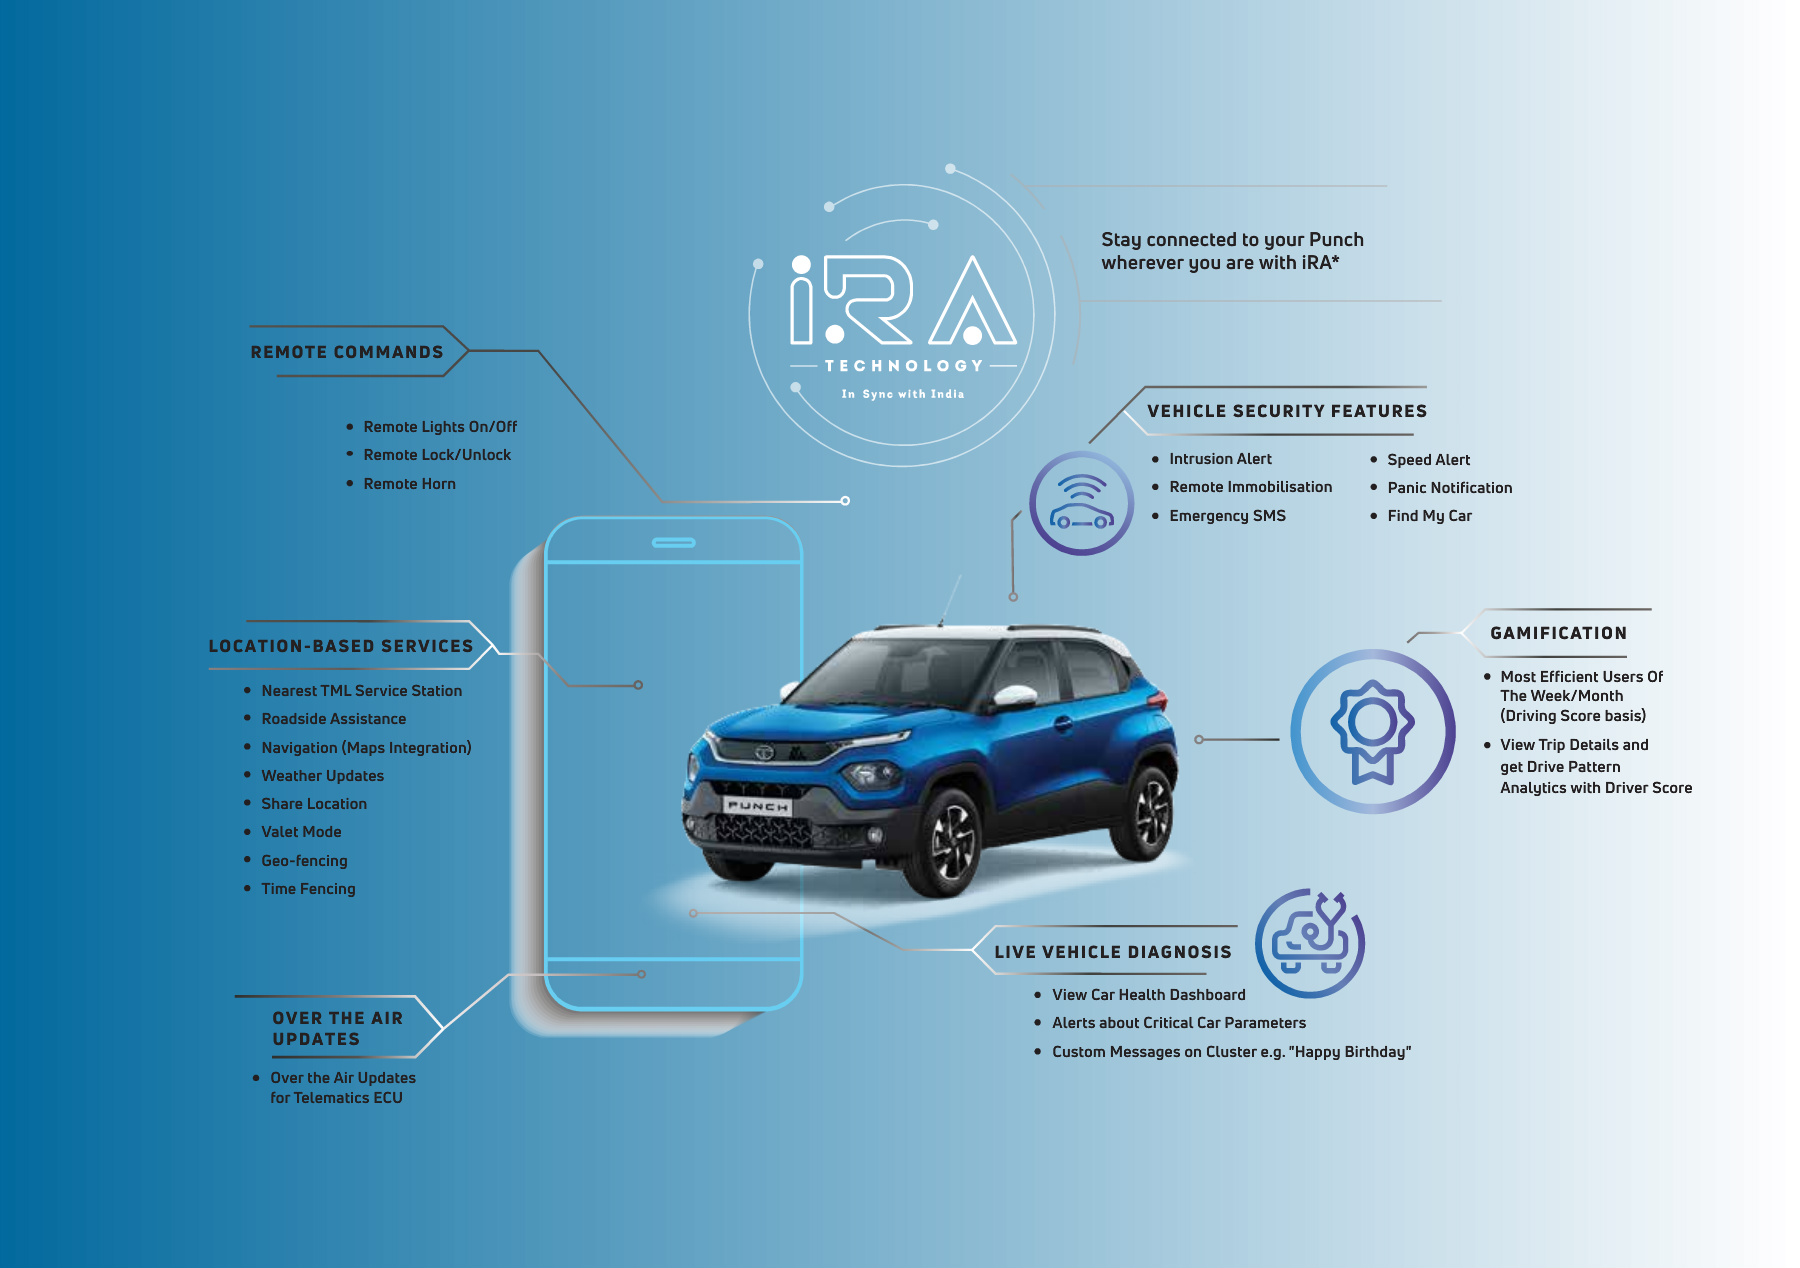 iRA
TECHNOLOGY
In Sync with India
Stay connected to your Punch
wherever you are with iRA*
REMOTE COMMANDS
• Remote Lights On/Off
• Remote Lock/Unlock
• Remote Horn
VEHICLE SECURITY FEATURES
• Intrusion Alert
• Remote Immobilisation
• Emergency SMS
• Speed Alert
• Panic Notification
• Find My Car
LOCATION-BASED SERVICES
• Nearest TML Service Station
• Roadside Assistance
• Navigation (Maps Integration)
• Weather Updates
• Share Location
• Valet Mode
• Geo-fencing
• Time Fencing
GAMIFICATION
• Most Efficient Users Of
The Week/Month
(Driving Score basis)
• View Trip Details and
get Drive Pattern
Analytics with Driver Score
PUNCH
LIVE VEHICLE DIAGNOSIS
• View Car Health Dashboard
• Alerts about Critical Car Parameters
• Custom Messages on Cluster e.g. "Happy Birthday"
OVER THE AIR
UPDATES
• Over the Air Updates
for Telematics ECU